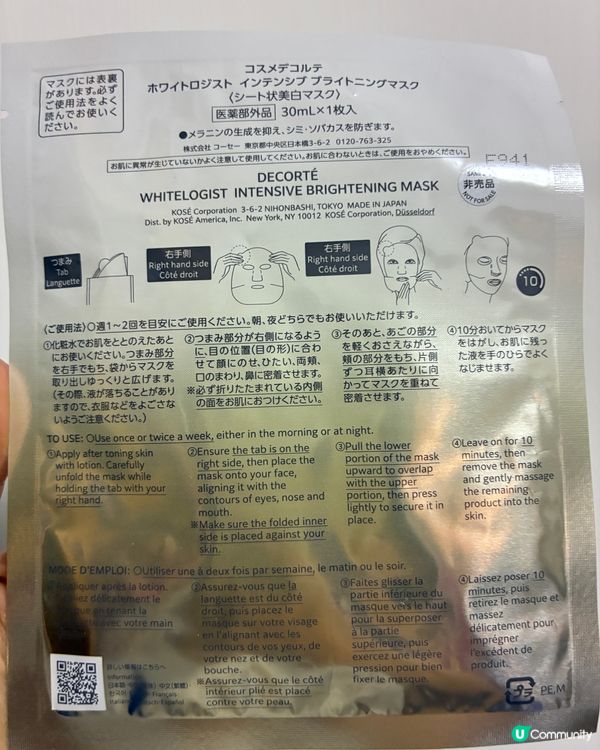 マスクには表裏
があります。必ず
ご使用法をよく
読んでお使いく
ださい。
コスメデコルテ
ホワイトロジスト インテンシブ ブライトニングマスク
〈シート状美白マスク〉
医薬部外品 30mL×1枚入
●メラニンの生成を抑え、シミ・ソバカスを防ぎます。
株式会社 コーセー 東京都中央区日本橋3-6-2 0120-763-325
お肌に異常が生じていないかよく注意して使用してください。お肌に合わないときは、ご使用をおやめください。
F941
非売品
NOT FOR SALE
DECORTÉ
WHITELOGIST INTENSIVE BRIGHTENING MASK
KOSÉ Corporation 3-6-2 NIHONBASHI, TOKYO MADE IN JAPAN
Dist. by KOSÉ America, Inc. New York, NY 10012 KOSÉ Corporation, Düsseldorf
つまみ
Tab
Languette
右手側
Right hand side
Côté droit
右手側
Right hand side
Côté droit
10
〈ご使用法〉○週1~2回を目安にご使用ください。朝、夜どちらでもお使いいただけます。
①化粧水でお肌をととのえたあと
にお使いください。つまみ部分
を右手でもち、袋からマスクを
取り出しゆっくりと広げます。
(その際、液が落ちることがあり
ますので、衣服などをよごさな
いようご注意ください。)
②つまみ部分が右側になるよう
に、目の位置(目の形)に合わ
せて顔にのせ、ひたい、両頬、
口のまわり、鼻に密着させます。
※必ず折りたたまれている内側
の面をお肌におつけください。
③そのあと、あごの部分
を軽くおさえながら、
頬の部分をもち、片側
ずつ耳横あたりに向
かってマスクを重ねて
密着させます。
④10分おいてからマスク
をはがし、お肌に残っ
た液を手のひらでよく
なじませます。
TO USE: ○Use once or twice a week, either in the morning or at night.
①Apply after toning skin
with lotion. Carefully
unfold the mask while
holding the tab with your
right hand.
②Ensure the tab is on the
right side, then place the
mask onto your face,
aligning it with the
contours of eyes, nose and
mouth.
※Make sure the folded inner
side is placed against your
skin.
③Pull the lower
portion of the mask
upward to overlap
with the upper
portion, then press
lightly to secure it in
place.
④Leave on for 10
minutes, then
remove the mask
and gently massage
the remaining
product into the
skin.
MODE D'EMPLOI: ○Utiliser une à deux fois par semaine, le matin ou le soir.
Appliquer après la lotion.
délicatement le
en tenant la
avec votre main
②Assurez-vous que la
languette est du côté
droit, puis placez le
masque sur votre visage
en l'alignant avec les
contours de vos yeux, de
votre nez et de votre
bouche.
※Assurez-vous que le côté
intérieur plié est placé
contre votre peau.
③Faites glisser la
partie inférieure du
masque vers le haut
pour la superposer
à la partie
supérieure, puis
exercez une légère
pression pour bien
fixer le masque.
④Laissez poser 10
minutes, puis
retirez le masque et
massez
délicatement pour
imprégner
l'excédent de
produit.
詳しい情報はこちらへ
Information
日本語
中文(繁體)
Français
Deutsch·Español
プラ PE,M
U Community